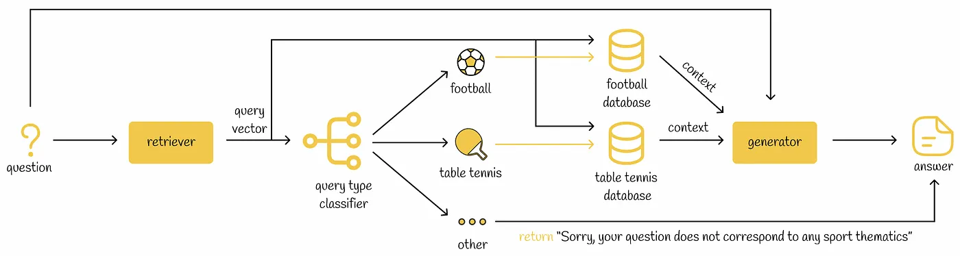 question
retriever
query
vector
query type
classifier
football
table tennis
other
football
database
table tennis
database
context
context
generator
answer
return "Sorry, your question does not correspond to any sport thematics"